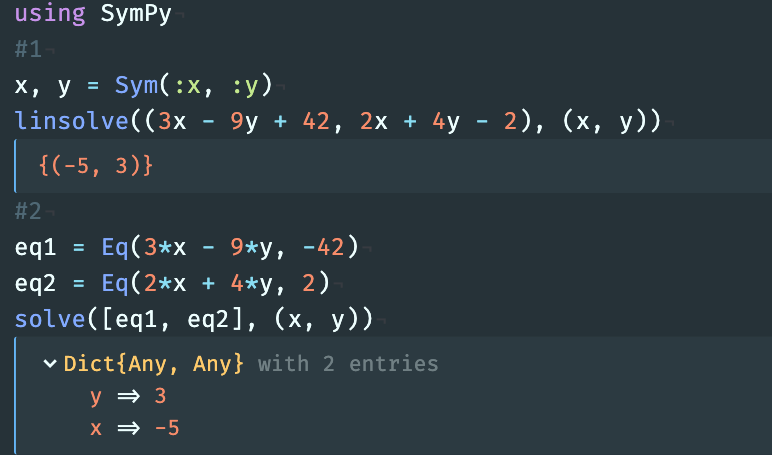 using SymPy¬
#1¬
x, y = Sym(:x, :y)¬
linsolve((3x - 9y + 42, 2x + 4y - 2), (x, y))¬
{(-5, 3)}
#2¬
eq1 = Eq(3*x - 9*y, -42)¬
eq2 = Eq(2*x + 4*y, 2)¬
solve([eq1, eq2], (x, y))¬
Dict{Any, Any} with 2 entries
y ⇒ 3
x ⇒ -5